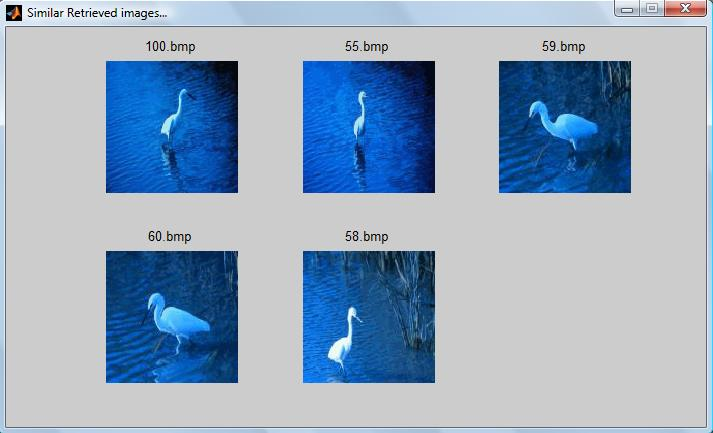 Similar Retrieved images...
100.bmp
55.bmp
59.bmp
60.bmp
58.bmp